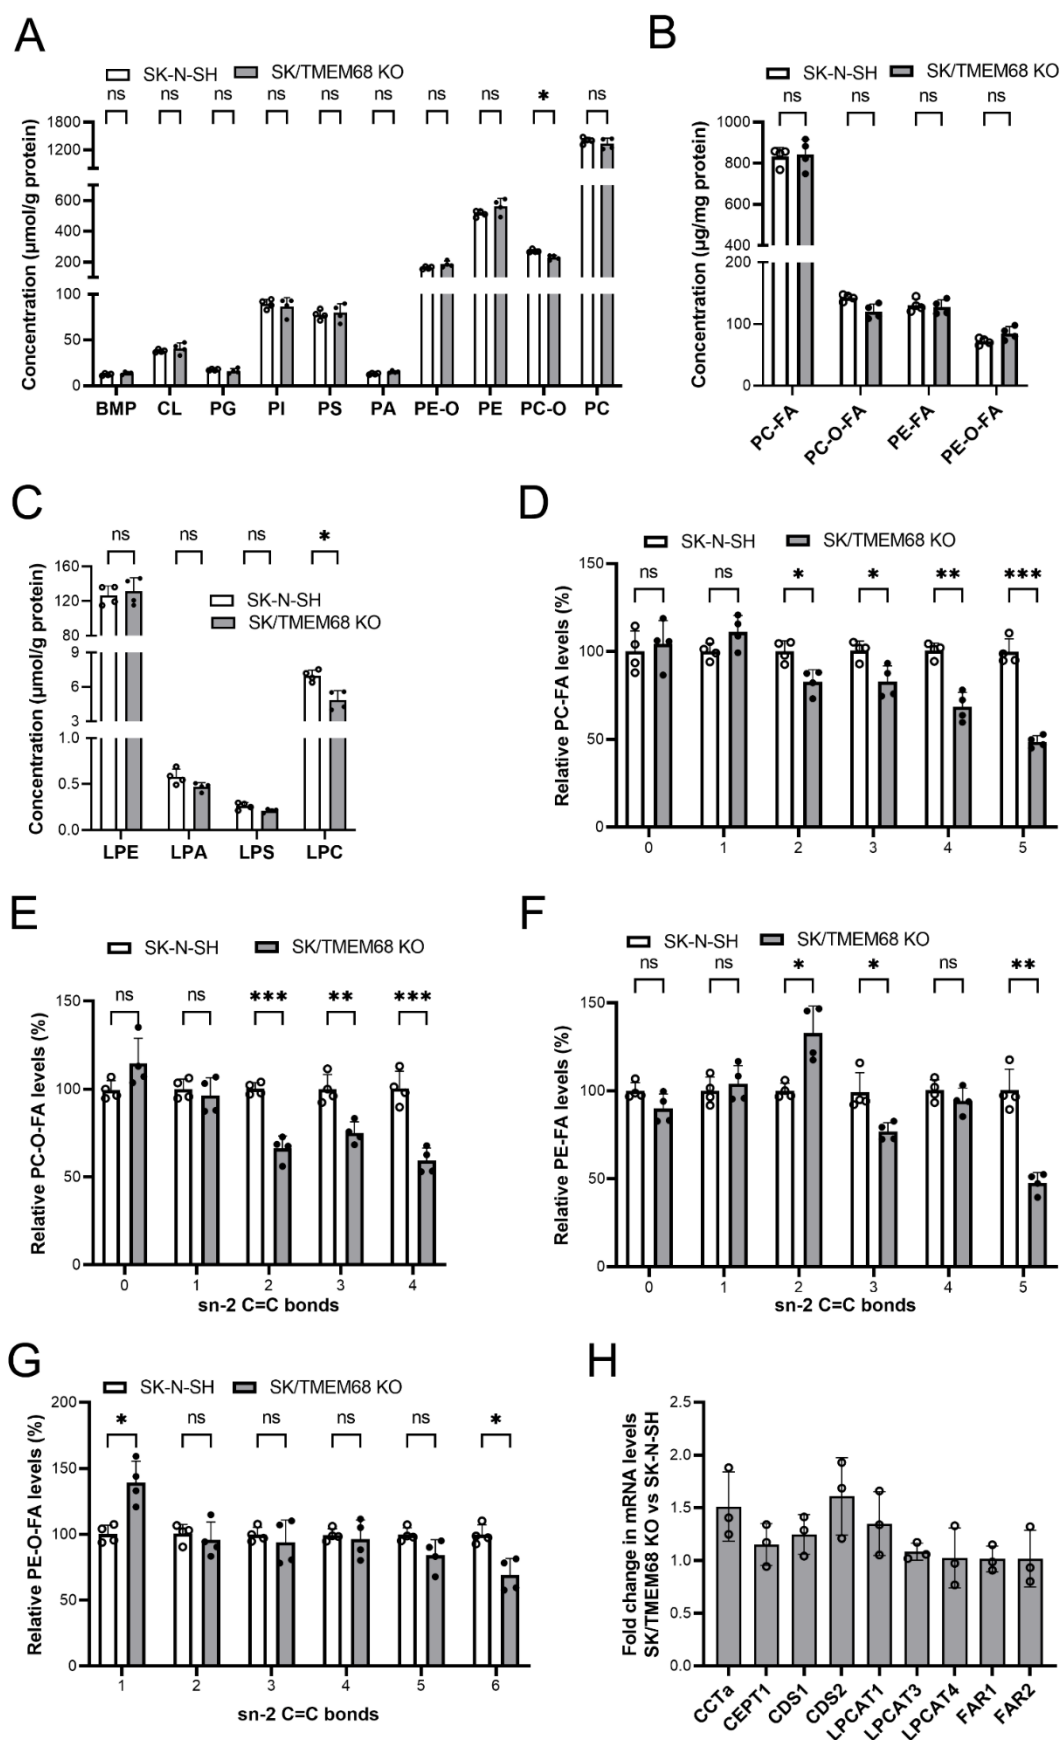 A
SK-N-SH SK/TMEM68 KO
ns ns ns ns ns ns ns ns * ns
Concentration (μmol/g protein)
1800
1200
600
400
200
100
50
0
BMP CL PG PI PS PA PE-O PE PC-O PC
B
SK-N-SH SK/TMEM68 KO
ns ns ns ns
Concentration (μg/mg protein)
1000
800
600
400
200
100
0
PC-FA PC-O-FA PE-FA PE-O-FA
C
ns ns ns *
SK-N-SH
SK/TMEM68 KO
Concentration (μmol/g protein)
160
120
80
9
6
3
1.0
0.5
0.0
LPE LPA LPS LPC
D
SK-N-SH SK/TMEM68 KO
ns ns * * ** ***
Relative PC-FA levels (%)
150
100
50
0
0 1 2 3 4 5
E
SK-N-SH SK/TMEM68 KO
ns ns *** ** ***
Relative PC-O-FA levels (%)
150
100
50
0
0 1 2 3 4
sn-2 C=C bonds
F
SK-N-SH SK/TMEM68 KO
ns ns * * ns **
Relative PE-FA levels (%)
150
100
50
0
0 1 2 3 4 5
sn-2 C=C bonds
G
SK-N-SH SK/TMEM68 KO
* ns ns ns ns *
Relative PE-O-FA levels (%)
200
150
100
50
0
1 2 3 4 5 6
sn-2 C=C bonds
H
Fold change in mRNA levels
SK/TMEM68 KO vs SK-N-SH
2.5
2.0
1.5
1.0
0.5
0.0
CCTa CEPT1 CDS1 CDS2 LPCAT1 LPCAT3 LPCAT4 FAR1 FAR2